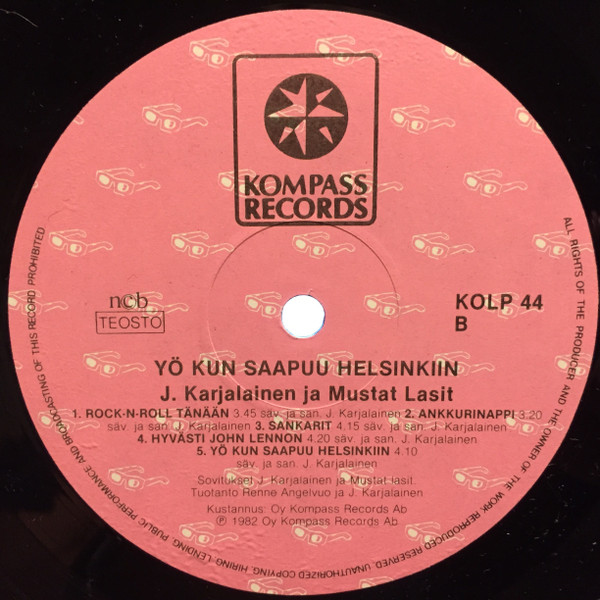 KOMPASS
RECORDS
n©b
TEOSTO
KOLP 44
B
YÖ KUN SAAPUU HELSINKIIN
J. Karjalainen ja Mustat Lasit
1. ROCK-N-ROLL TÄNÄÄN 3.45 säv. ja san. J. Karjalainen 2. ANKKURINAPPI 3.20
säv. ja san. J. Karjalainen 3. SANKARIT 4.15 säv. ja san. J. Karjalainen
4. HYVÄSTI JOHN LENNON 4.20 säv. ja san. J. Karjalainen
5. YÖ KUN SAAPUU HELSINKIIN 4.10
säv. ja san. J. Karjalainen
Sovitukset J. Karjalainen ja Mustat lasit.
Tuotanto Renne Angelvuo ja J. Karjalainen
Kustannus: Oy Kompass Records Ab
℗ 1982 Oy Kompass Records Ab.
ALL RIGHTS OF THE PRODUCER AND THE OWNER OF THE WORK REPRODUCED RESERVED. UNAUTHORIZED COPYING, HIRING, LENDING, PUBLIC PERFORMANCE AND BROADCASTING OF THIS RECORD PROHIBITED